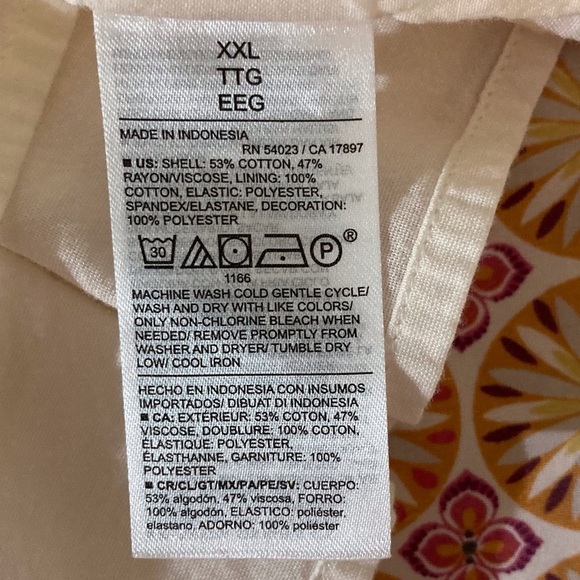 XXL
TTG
EEG
MADE IN INDONESIA
RN 54023 / CA 17897
■ US: SHELL: 53% COTTON, 47%
RAYON/VISCOSE, LINING: 100%
COTTON, ELASTIC: POLYESTER,
SPANDEX/ELASTANE, DECORATION:
100% POLYESTER
30 P ®
1166
MACHINE WASH COLD GENTLE CYCLE/
WASH AND DRY WITH LIKE COLORS/
ONLY NON-CHLORINE BLEACH WHEN
NEEDED/ REMOVE PROMPTLY FROM
WASHER AND DRYER/ TUMBLE DRY
LOW/ COOL IRON
HECHO EN INDONESIA CON INSUMOS
IMPORTADOS/ DIBUAT DI INDONESIA
■ CA: EXTÉRIEUR: 53% COTON, 47%
VISCOSE, DOUBLURE: 100% COTON,
ÉLASTIQUE: POLYESTER,
ÉLASTHANNE, GARNITURE: 100%
POLYESTER
■ CR/CL/GT/MX/PA/PE/SV: CUERPO:
53% algodón, 47% viscosa, FORRO:
100% algodón, ELASTICO: poliéster,
elastano, ADORNO: 100% poliéster